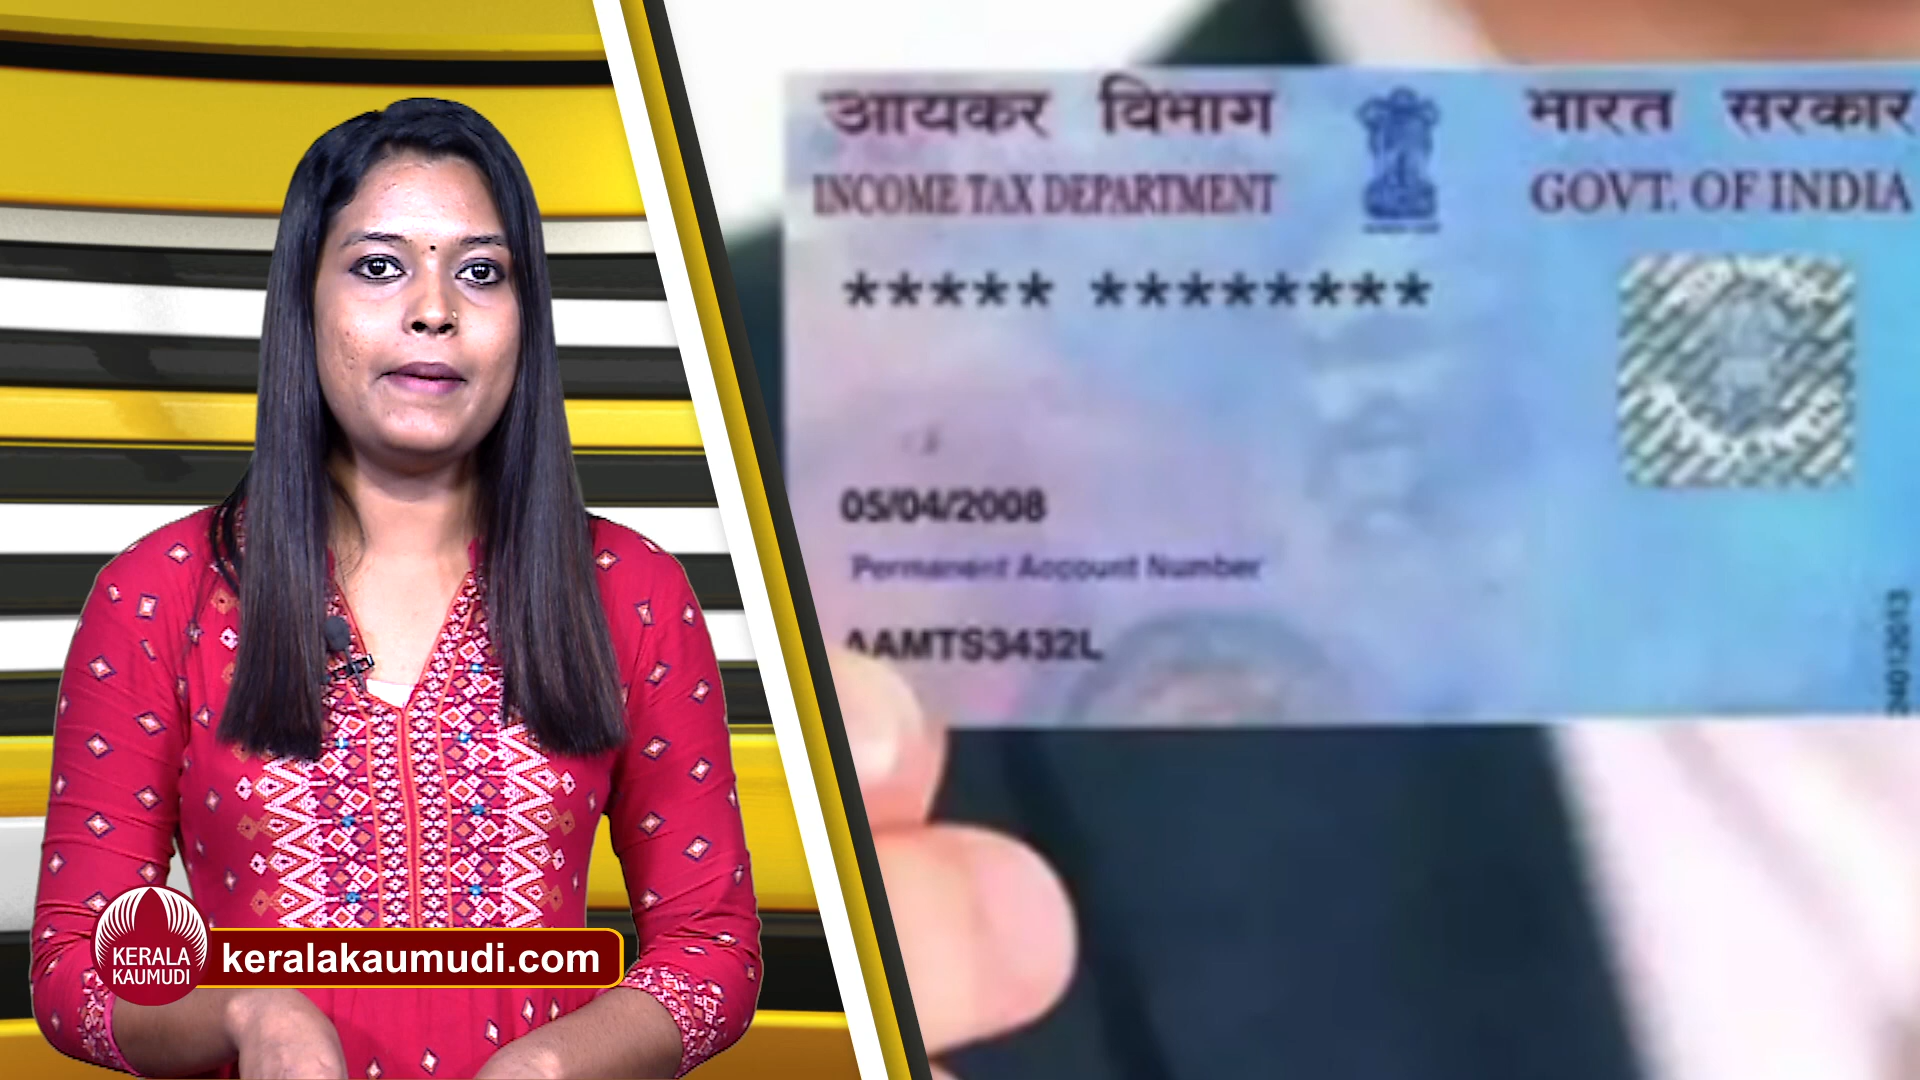 आयकर विभाग
भारत सरकार
INCOME TAX DEPARTMENT
GOVT. OF INDIA
***** ********
05/04/2008
Permanent Account Number
AAMTS3432L
24012013
KERALA
KAUMUDI
keralakaumudi.com